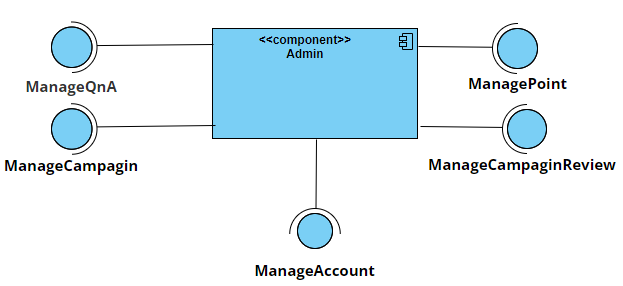 <<component>>
Admin
ManageQnA
ManagePoint
ManageCampagin
ManageCampaginReview
ManageAccount